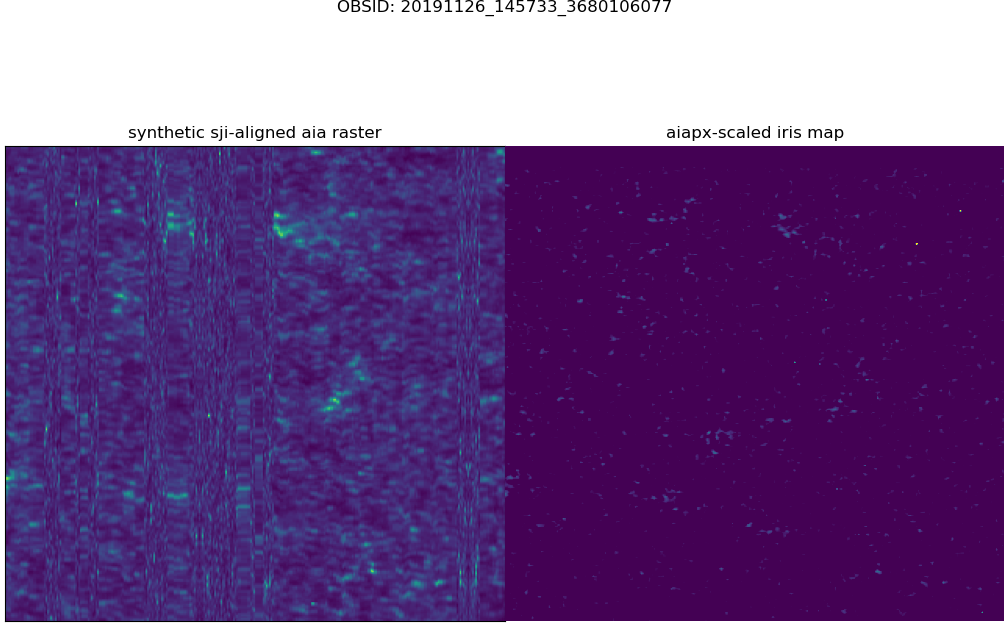 OBSID: 20191126_145733_3680106077
synthetic sji-aligned aia raster
aiapx-scaled iris map